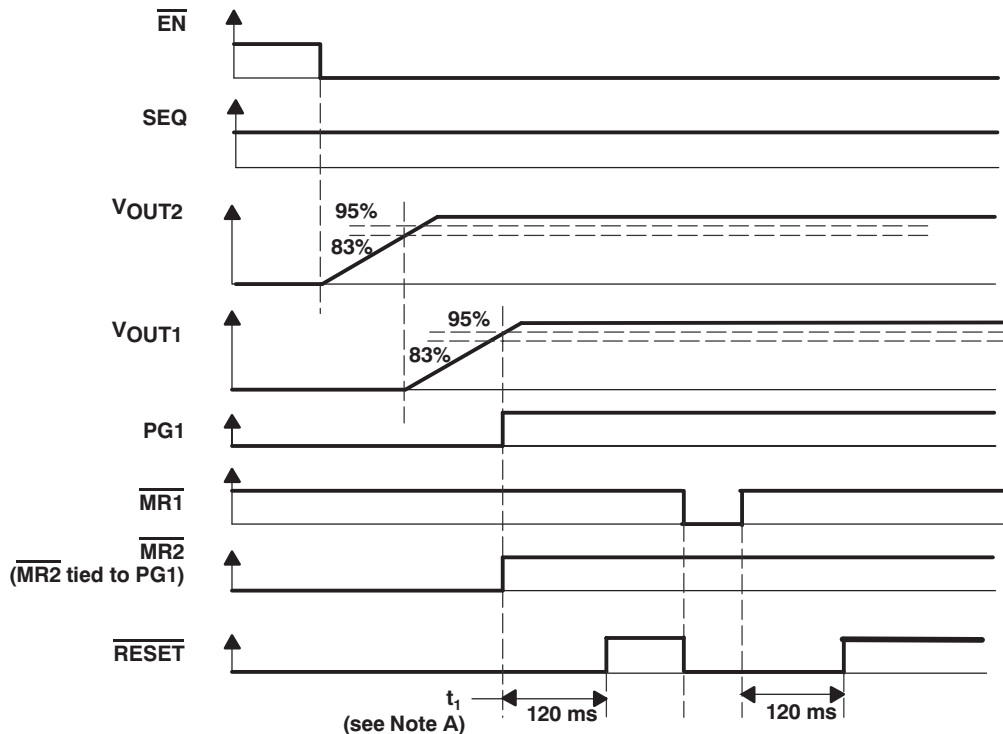 EN
SEQ
VOUT2
95%
83%
VOUT1
95%
83%
PG1
MR1
MR2
(MR2 tied to PG1)
RESET
t1
(see Note A)
120 ms
120 ms